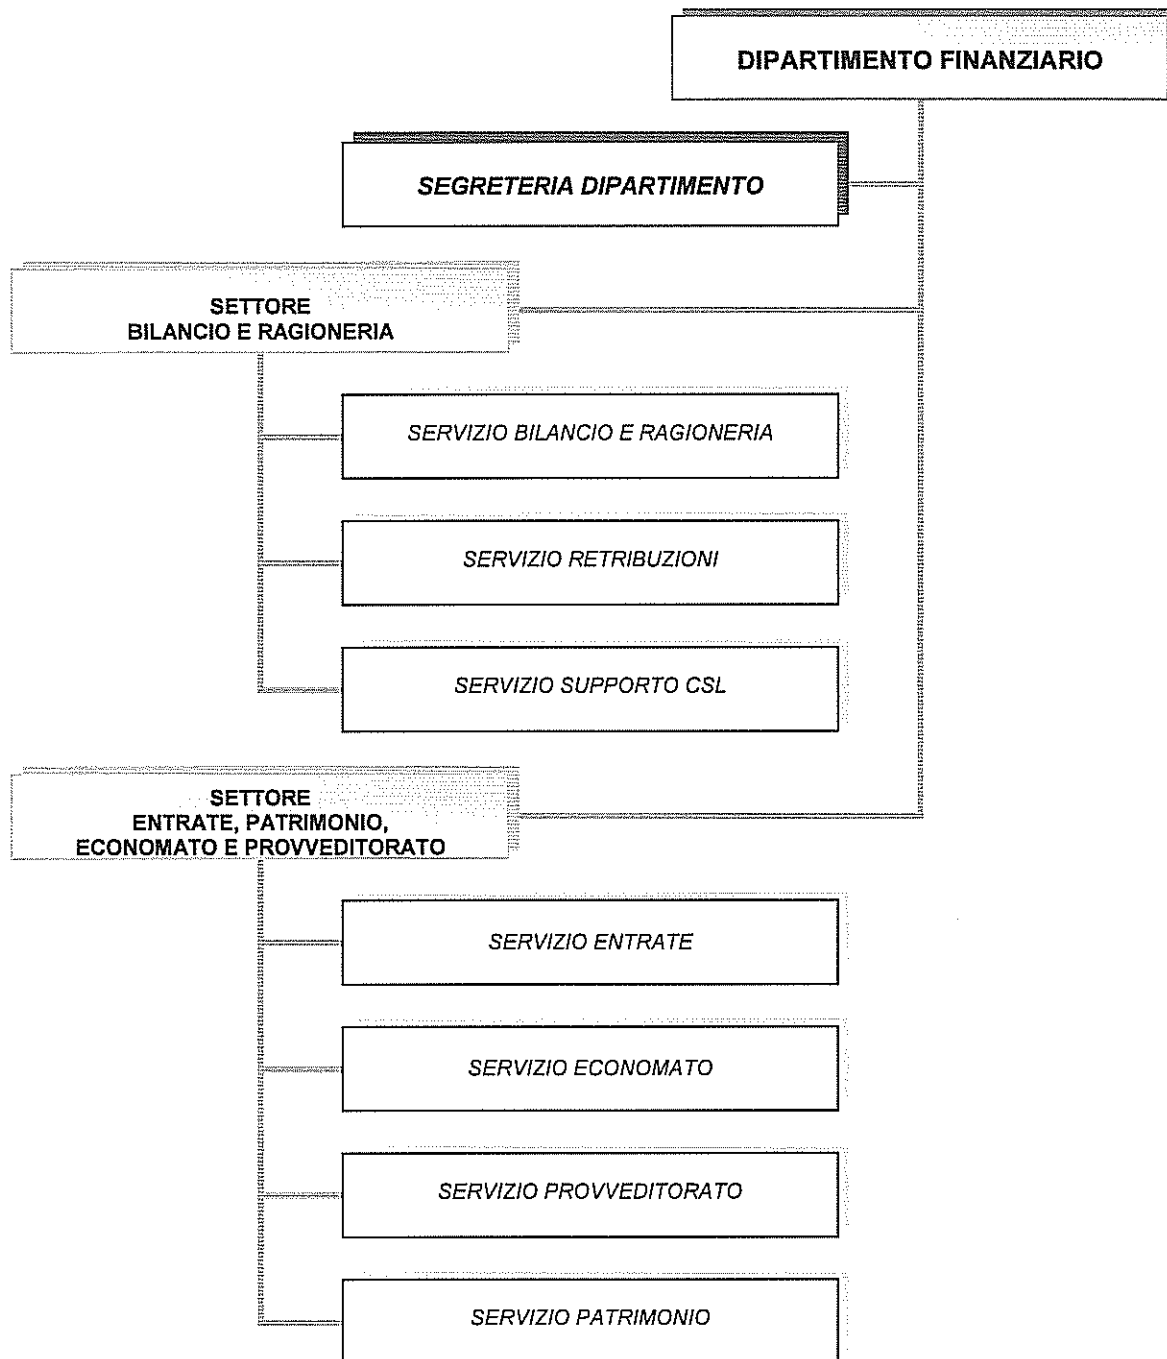 DIPARTIMENTO FINANZIARIO
SEGRETERIA DIPARTIMENTO
SETTORE
BILANCIO E RAGIONERIA
SERVIZIO BILANCIO E RAGIONERIA
SERVIZIO RETRIBUZIONI
SERVIZIO SUPPORTO CSL
SETTORE
ENTRATE, PATRIMONIO,
ECONOMATO E PROVVEDITORATO
SERVIZIO ENTRATE
SERVIZIO ECONOMATO
SERVIZIO PROVVEDITORATO
SERVIZIO PATRIMONIO